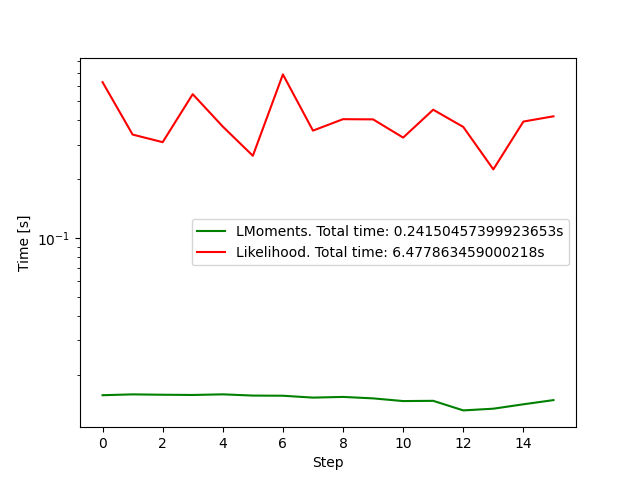 Time [s]
10⁻¹
LMoments. Total time: 0.24150457399923653s
Likelihood. Total time: 6.477863459000218s
0 2 4 6 8 10 12 14
Step